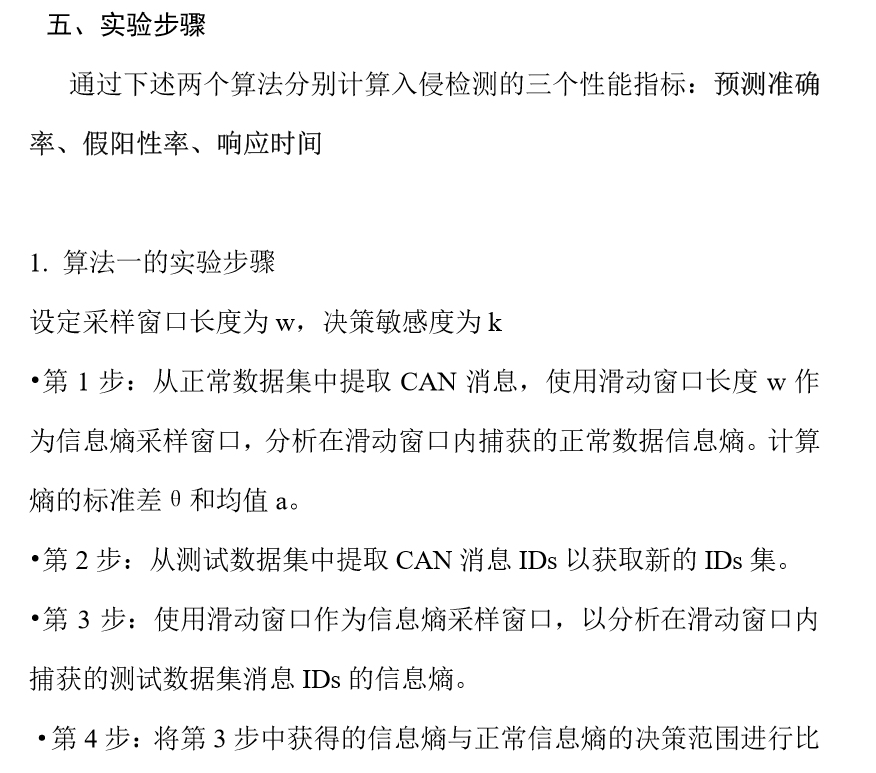 五、实验步骤
通过下述两个算法分别计算入侵检测的三个性能指标：预测准确
率、假阳性率、响应时间
1. 算法一的实验步骤
设定采样窗口长度为 w，决策敏感度为 k
•第 1 步：从正常数据集中提取 CAN 消息，使用滑动窗口长度 w 作
为信息熵采样窗口，分析在滑动窗口内捕获的正常数据信息熵。计算
熵的标准差 θ 和均值 a。
•第 2 步：从测试数据集中提取 CAN 消息 IDs 以获取新的 IDs 集。
•第 3 步：使用滑动窗口作为信息熵采样窗口，以分析在滑动窗口内
捕获的测试数据集消息 IDs 的信息熵。
•第 4 步：将第 3 步中获得的信息熵与正常信息熵的决策范围进行比